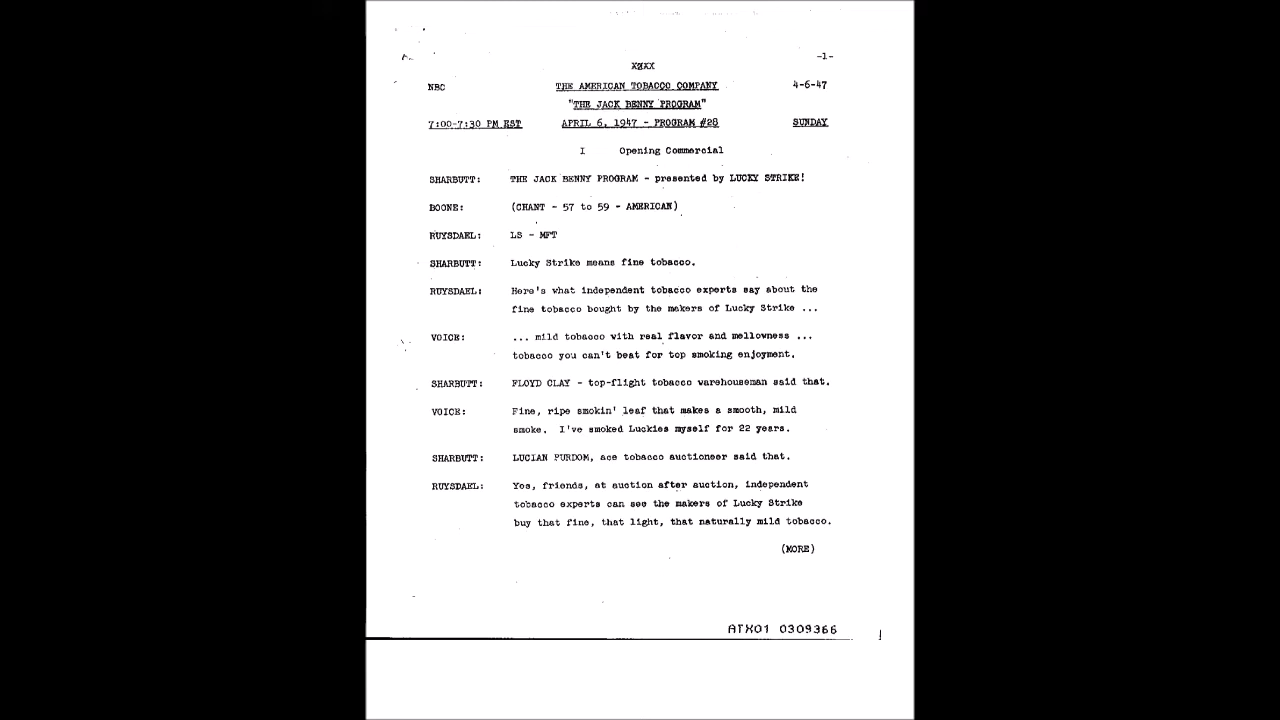 -1-
XXXX
NBC THE AMERICAN TOBACCO COMPANY 4-6-47
"THE JACK BENNY PROGRAM"
7:00-7:30 PM EST APRIL 6, 1947 - PROGRAM #28 SUNDAY
I Opening Commercial
SHARBUTT: THE JACK BENNY PROGRAM - presented by LUCKY STRIKE!
BOONE: (CHANT - 57 to 59 - AMERICAN)
RUYSDAEL: LS - MFT
SHARBUTT: Lucky Strike means fine tobacco.
RUYSDAEL: Here's what independent tobacco experts say about the
fine tobacco bought by the makers of Lucky Strike ...
VOICE: ... mild tobacco with real flavor and mellowness ...
tobacco you can't beat for top smoking enjoyment.
SHARBUTT: FLOYD CLAY - top-flight tobacco warehouseman said that.
VOICE: Fine, ripe smokin' leaf that makes a smooth, mild
smoke. I've smoked Luckies myself for 22 years.
SHARBUTT: LUCIAN PURDOM, ace tobacco auctioneer said that.
RUYSDAEL: Yes, friends, at auction after auction, independent
tobacco experts can see the makers of Lucky Strike
buy that fine, that light, that naturally mild tobacco.
(MORE)
ATX01 0309366